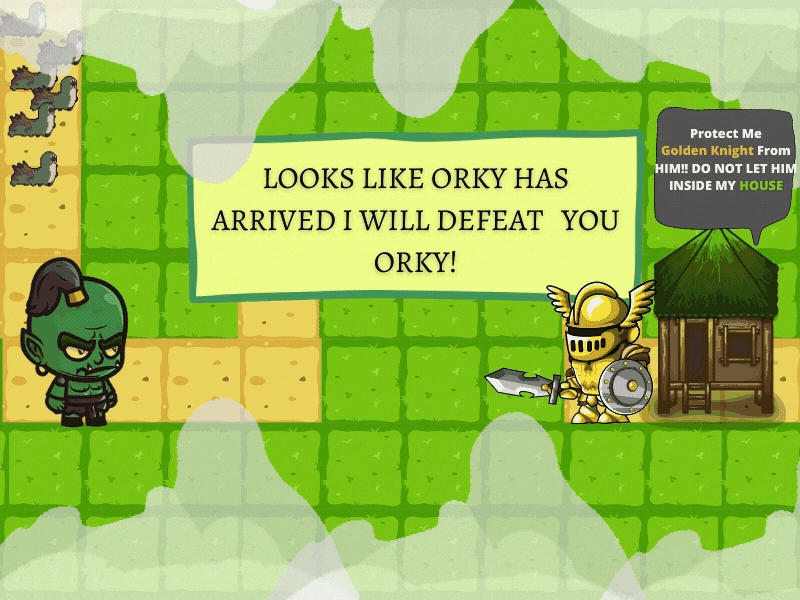 LOOKS LIKE ORKY HAS
ARRIVED I WILL DEFEAT YOU
ORKY!
Protect Me
Golden Knight From
HIM!! DO NOT LET HIM
INSIDE MY HOUSE